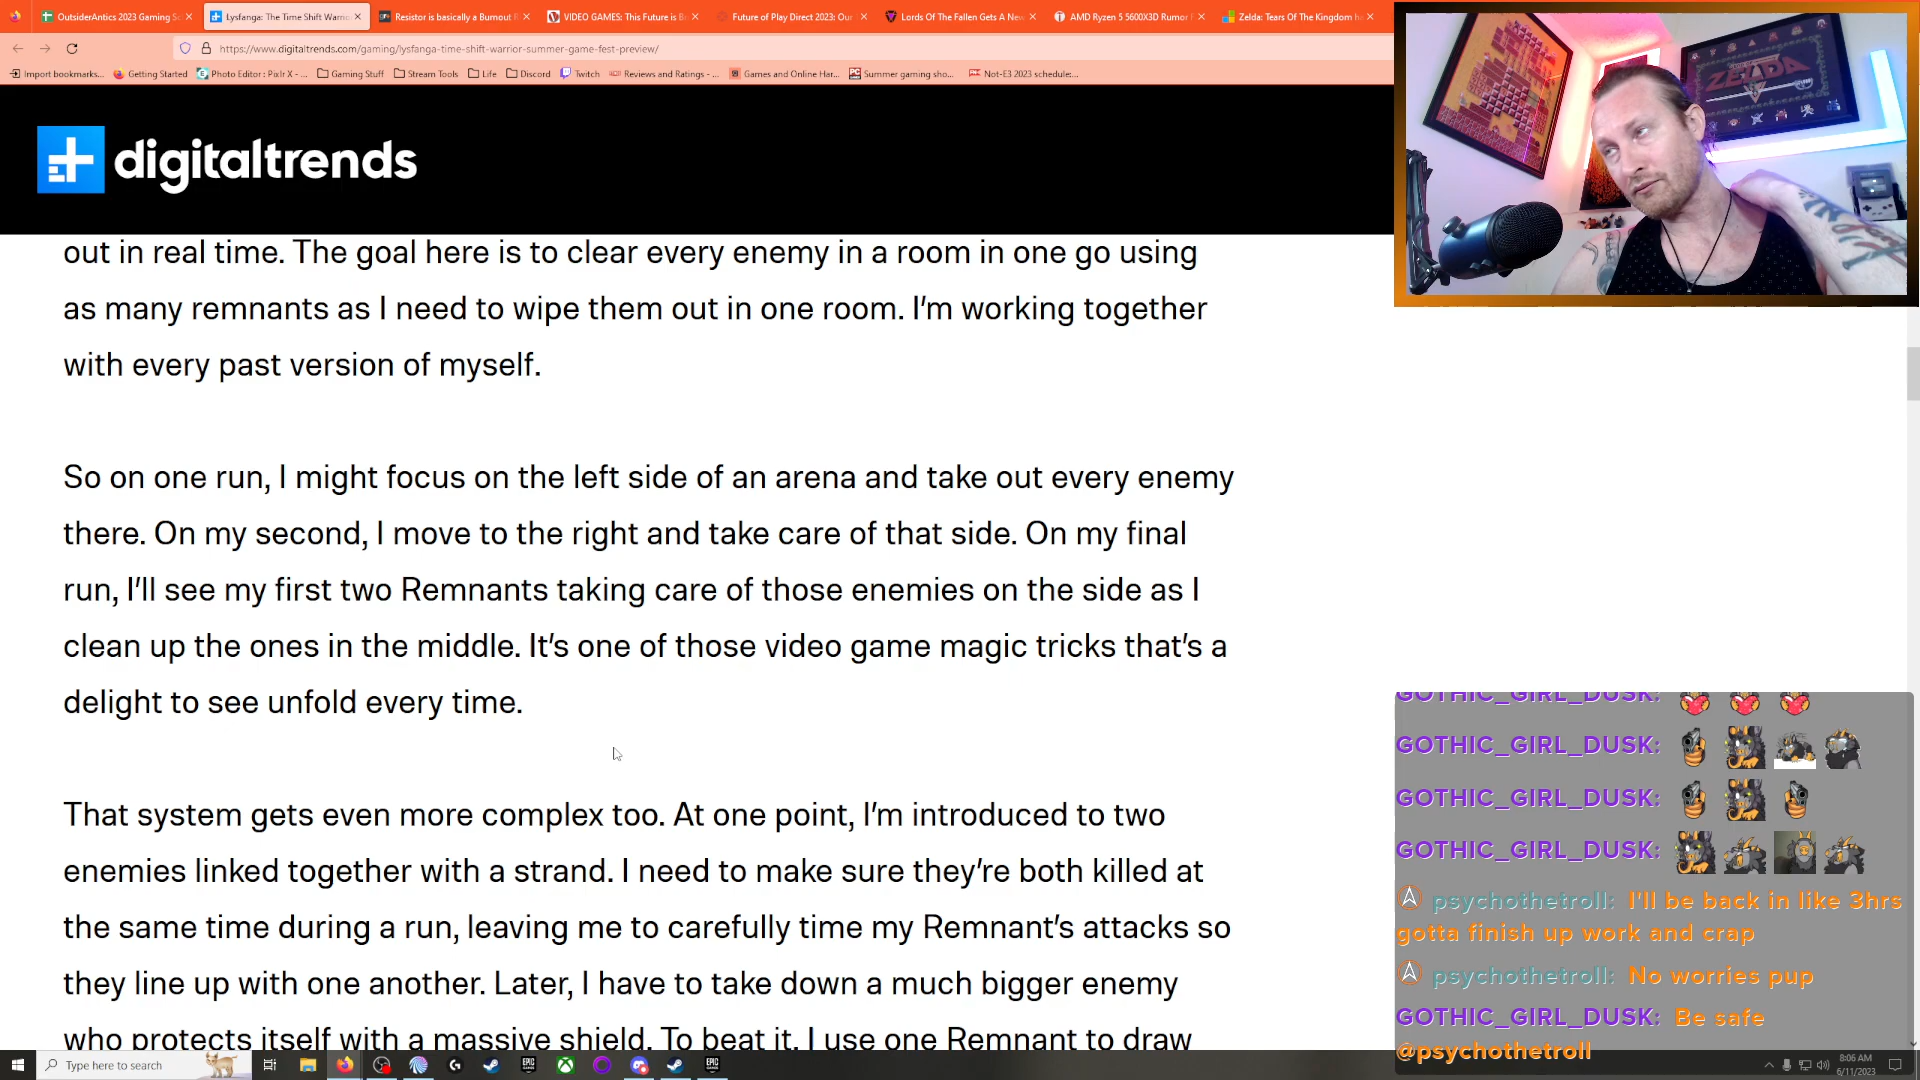 OutsiderAntics 2023 Gaming Sc
Lysfanga: The Time Shift Warrior
Resistor is basically a Burnout R
VIDEO GAMES: This Future is B
Future of Play Direct 2023: Our
Lords Of The Fallen Gets A New
AMD Ryzen 5 5600X3D Rumor
Zelda: Tears Of The Kingdom h
https://www.digitaltrends.com/gaming/lysfanga-time-shift-warrior-summer-game-fest-preview/
Import bookmarks...
Getting Started
Photo Editor : Pixlr X - ...
Gaming Stuff
Stream Tools
Life
Discord
Twitch
Reviews and Ratings - ...
Games and Online Har...
Summer gaming sho...
Not-E3 2023 schedule:...
digitaltrends
out in real time. The goal here is to clear every enemy in a room in one go using
as many remnants as I need to wipe them out in one room. I'm working together
with every past version of myself.
So on one run, I might focus on the left side of an arena and take out every enemy
there. On my second, I move to the right and take care of that side. On my final
run, I'll see my first two Remnants taking care of those enemies on the side as I
clean up the ones in the middle. It's one of those video game magic tricks that's a
delight to see unfold every time.
That system gets even more complex too. At one point, I'm introduced to two
enemies linked together with a strand. I need to make sure they're both killed at
the same time during a run, leaving me to carefully time my Remnant's attacks so
they line up with one another. Later, I have to take down a much bigger enemy
who protects itself with a massive shield. To beat it, I use one Remnant to draw
ZELDA
GOTHIC_GIRL_DUSK:
GOTHIC_GIRL_DUSK:
GOTHIC_GIRL_DUSK:
GOTHIC_GIRL_DUSK:
psychothetroll: I'll be back in like 3hrs
gotta finish up work and crap
psychothetroll: No worries pup
GOTHIC_GIRL_DUSK: Be safe
@psychothetroll
Type here to search
8:06 AM
6/11/2023